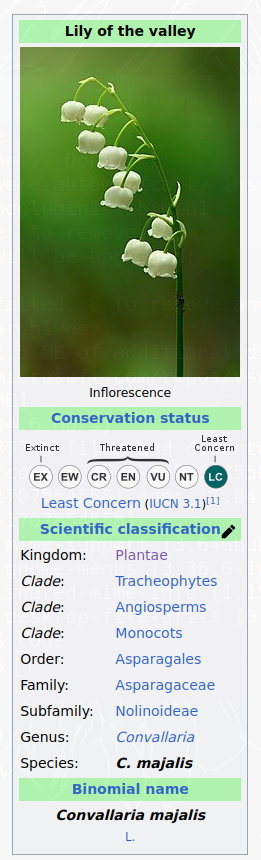 Lily of the valley
Inflorescence
Conservation status
Extinct Threatened Least Concern
EX EW CR EN VU NT LC
Least Concern (IUCN 3.1)[1]
Scientific classification
Kingdom: Plantae
Clade: Tracheophytes
Clade: Angiosperms
Clade: Monocots
Order: Asparagales
Family: Asparagaceae
Subfamily: Nolinoideae
Genus: Convallaria
Species: C. majalis
Binomial name
Convallaria majalis
L.